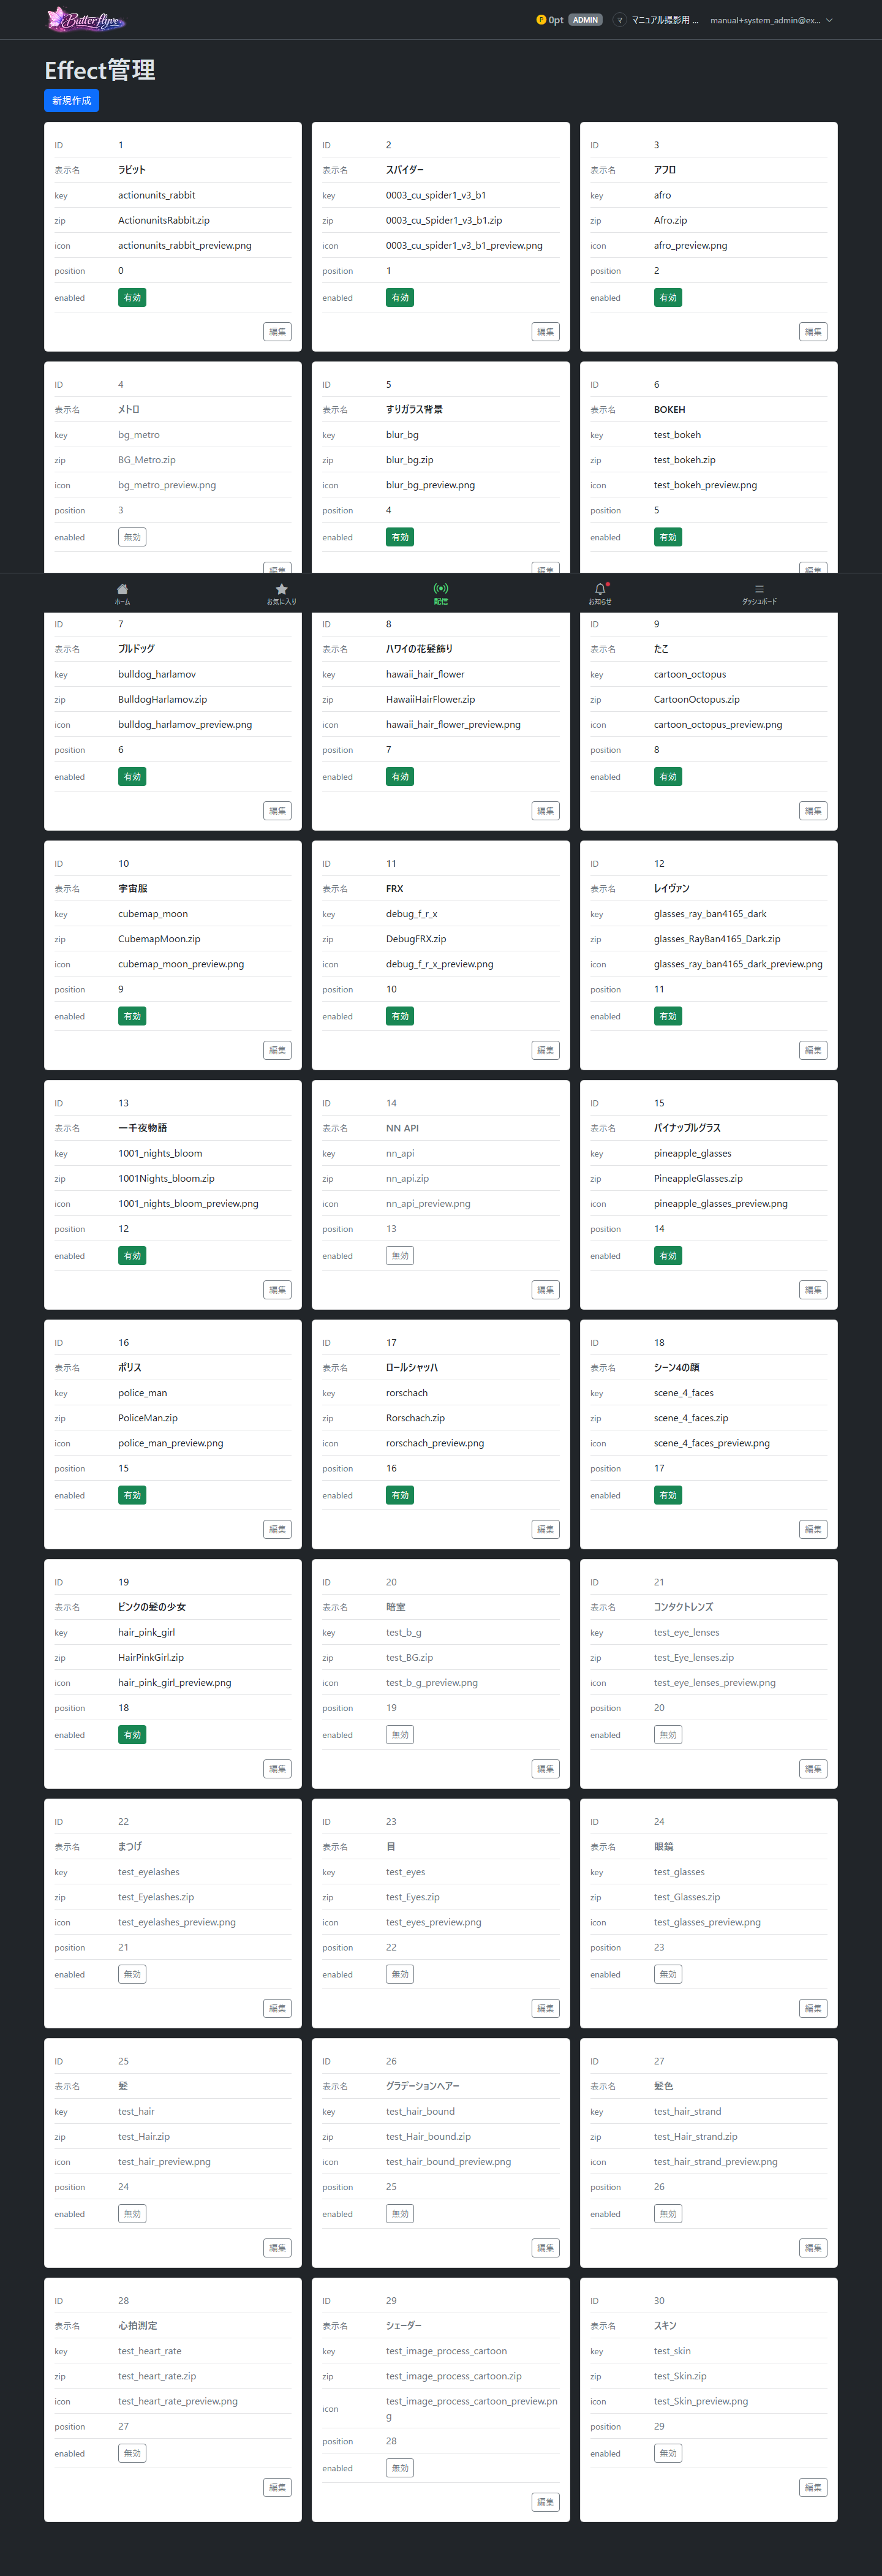 Butterflyve
P 0pt ADMIN マ マニュアル撮影用 ... manual+system_admin@ex...
Effect管理
新規作成
ID 1
表示名 ラビット
key actionunits_rabbit
zip ActionunitsRabbit.zip
icon actionunits_rabbit_preview.png
position 0
enabled 有効
編集
ID 2
表示名 スパイダー
key 0003_cu_spider1_v3_b1
zip 0003_cu_Spider1_v3_b1.zip
icon 0003_cu_spider1_v3_b1_preview.png
position 1
enabled 有効
編集
ID 3
表示名 アフロ
key afro
zip Afro.zip
icon afro_preview.png
position 2
enabled 有効
編集
ID 4
表示名 メトロ
key bg_metro
zip BG_Metro.zip
icon bg_metro_preview.png
position 3
enabled 無効
編集
ID 5
表示名 すりガラス背景
key blur_bg
zip blur_bg.zip
icon blur_bg_preview.png
position 4
enabled 有効
編集
ID 6
表示名 BOKEH
key test_bokeh
zip test_bokeh.zip
icon test_bokeh_preview.png
position 5
enabled 有効
編集
ホーム
お気に入り
配信
お知らせ
ダッシュボード
ID 7
表示名 ブルドッグ
key bulldog_harlamov
zip BulldogHarlamov.zip
icon bulldog_harlamov_preview.png
position 6
enabled 有効
編集
ID 8
表示名 ハワイの花髪飾り
key hawaii_hair_flower
zip HawaiiHairFlower.zip
icon hawaii_hair_flower_preview.png
position 7
enabled 有効
編集
ID 9
表示名 たこ
key cartoon_octopus
zip CartoonOctopus.zip
icon cartoon_octopus_preview.png
position 8
enabled 有効
編集
ID 10
表示名 宇宙服
key cubemap_moon
zip CubemapMoon.zip
icon cubemap_moon_preview.png
position 9
enabled 有効
編集
ID 11
表示名 FRX
key debug_f_r_x
zip DebugFRX.zip
icon debug_f_r_x_preview.png
position 10
enabled 有効
編集
ID 12
表示名 レイヴァン
key glasses_ray_ban4165_dark
zip glasses_RayBan4165_Dark.zip
icon glasses_ray_ban4165_dark_preview.png
position 11
enabled 有効
編集
ID 13
表示名 一千夜物語
key 1001_nights_bloom
zip 1001Nights_bloom.zip
icon 1001_nights_bloom_preview.png
position 12
enabled 有効
編集
ID 14
表示名 NN API
key nn_api
zip nn_api.zip
icon nn_api_preview.png
position 13
enabled 無効
編集
ID 15
表示名 パイナップルグラス
key pineapple_glasses
zip PineappleGlasses.zip
icon pineapple_glasses_preview.png
position 14
enabled 有効
編集
ID 16
表示名 ポリス
key police_man
zip PoliceMan.zip
icon police_man_preview.png
position 15
enabled 有効
編集
ID 17
表示名 ロールシャッハ
key rorschach
zip Rorschach.zip
icon rorschach_preview.png
position 16
enabled 有効
編集
ID 18
表示名 シーン4の顔
key scene_4_faces
zip scene_4_faces.zip
icon scene_4_faces_preview.png
position 17
enabled 有効
編集
ID 19
表示名 ピンクの髪の少女
key hair_pink_girl
zip HairPinkGirl.zip
icon hair_pink_girl_preview.png
position 18
enabled 有効
編集
ID 20
表示名 暗室
key test_b_g
zip test_BG.zip
icon test_b_g_preview.png
position 19
enabled 無効
編集
ID 21
表示名 コンタクトレンズ
key test_eye_lenses
zip test_Eye_lenses.zip
icon test_eye_lenses_preview.png
position 20
enabled 無効
編集
ID 22
表示名 まつげ
key test_eyelashes
zip test_Eyelashes.zip
icon test_eyelashes_preview.png
position 21
enabled 無効
編集
ID 23
表示名 目
key test_eyes
zip test_Eyes.zip
icon test_eyes_preview.png
position 22
enabled 無効
編集
ID 24
表示名 眼鏡
key test_glasses
zip test_Glasses.zip
icon test_glasses_preview.png
position 23
enabled 無効
編集
ID 25
表示名 髪
key test_hair
zip test_Hair.zip
icon test_hair_preview.png
position 24
enabled 無効
編集
ID 26
表示名 グラデーションヘアー
key test_hair_bound
zip test_Hair_bound.zip
icon test_hair_bound_preview.png
position 25
enabled 無効
編集
ID 27
表示名 髪色
key test_hair_strand
zip test_Hair_strand.zip
icon test_hair_strand_preview.png
position 26
enabled 無効
編集
ID 28
表示名 心拍測定
key test_heart_rate
zip test_heart_rate.zip
icon test_heart_rate_preview.png
position 27
enabled 無効
編集
ID 29
表示名 シェーダー
key test_image_process_cartoon
zip test_image_process_cartoon.zip
icon test_image_process_cartoon_preview.pn
g
position 28
enabled 無効
編集
ID 30
表示名 スキン
key test_skin
zip test_Skin.zip
icon test_Skin_preview.png
position 29
enabled 無効
編集